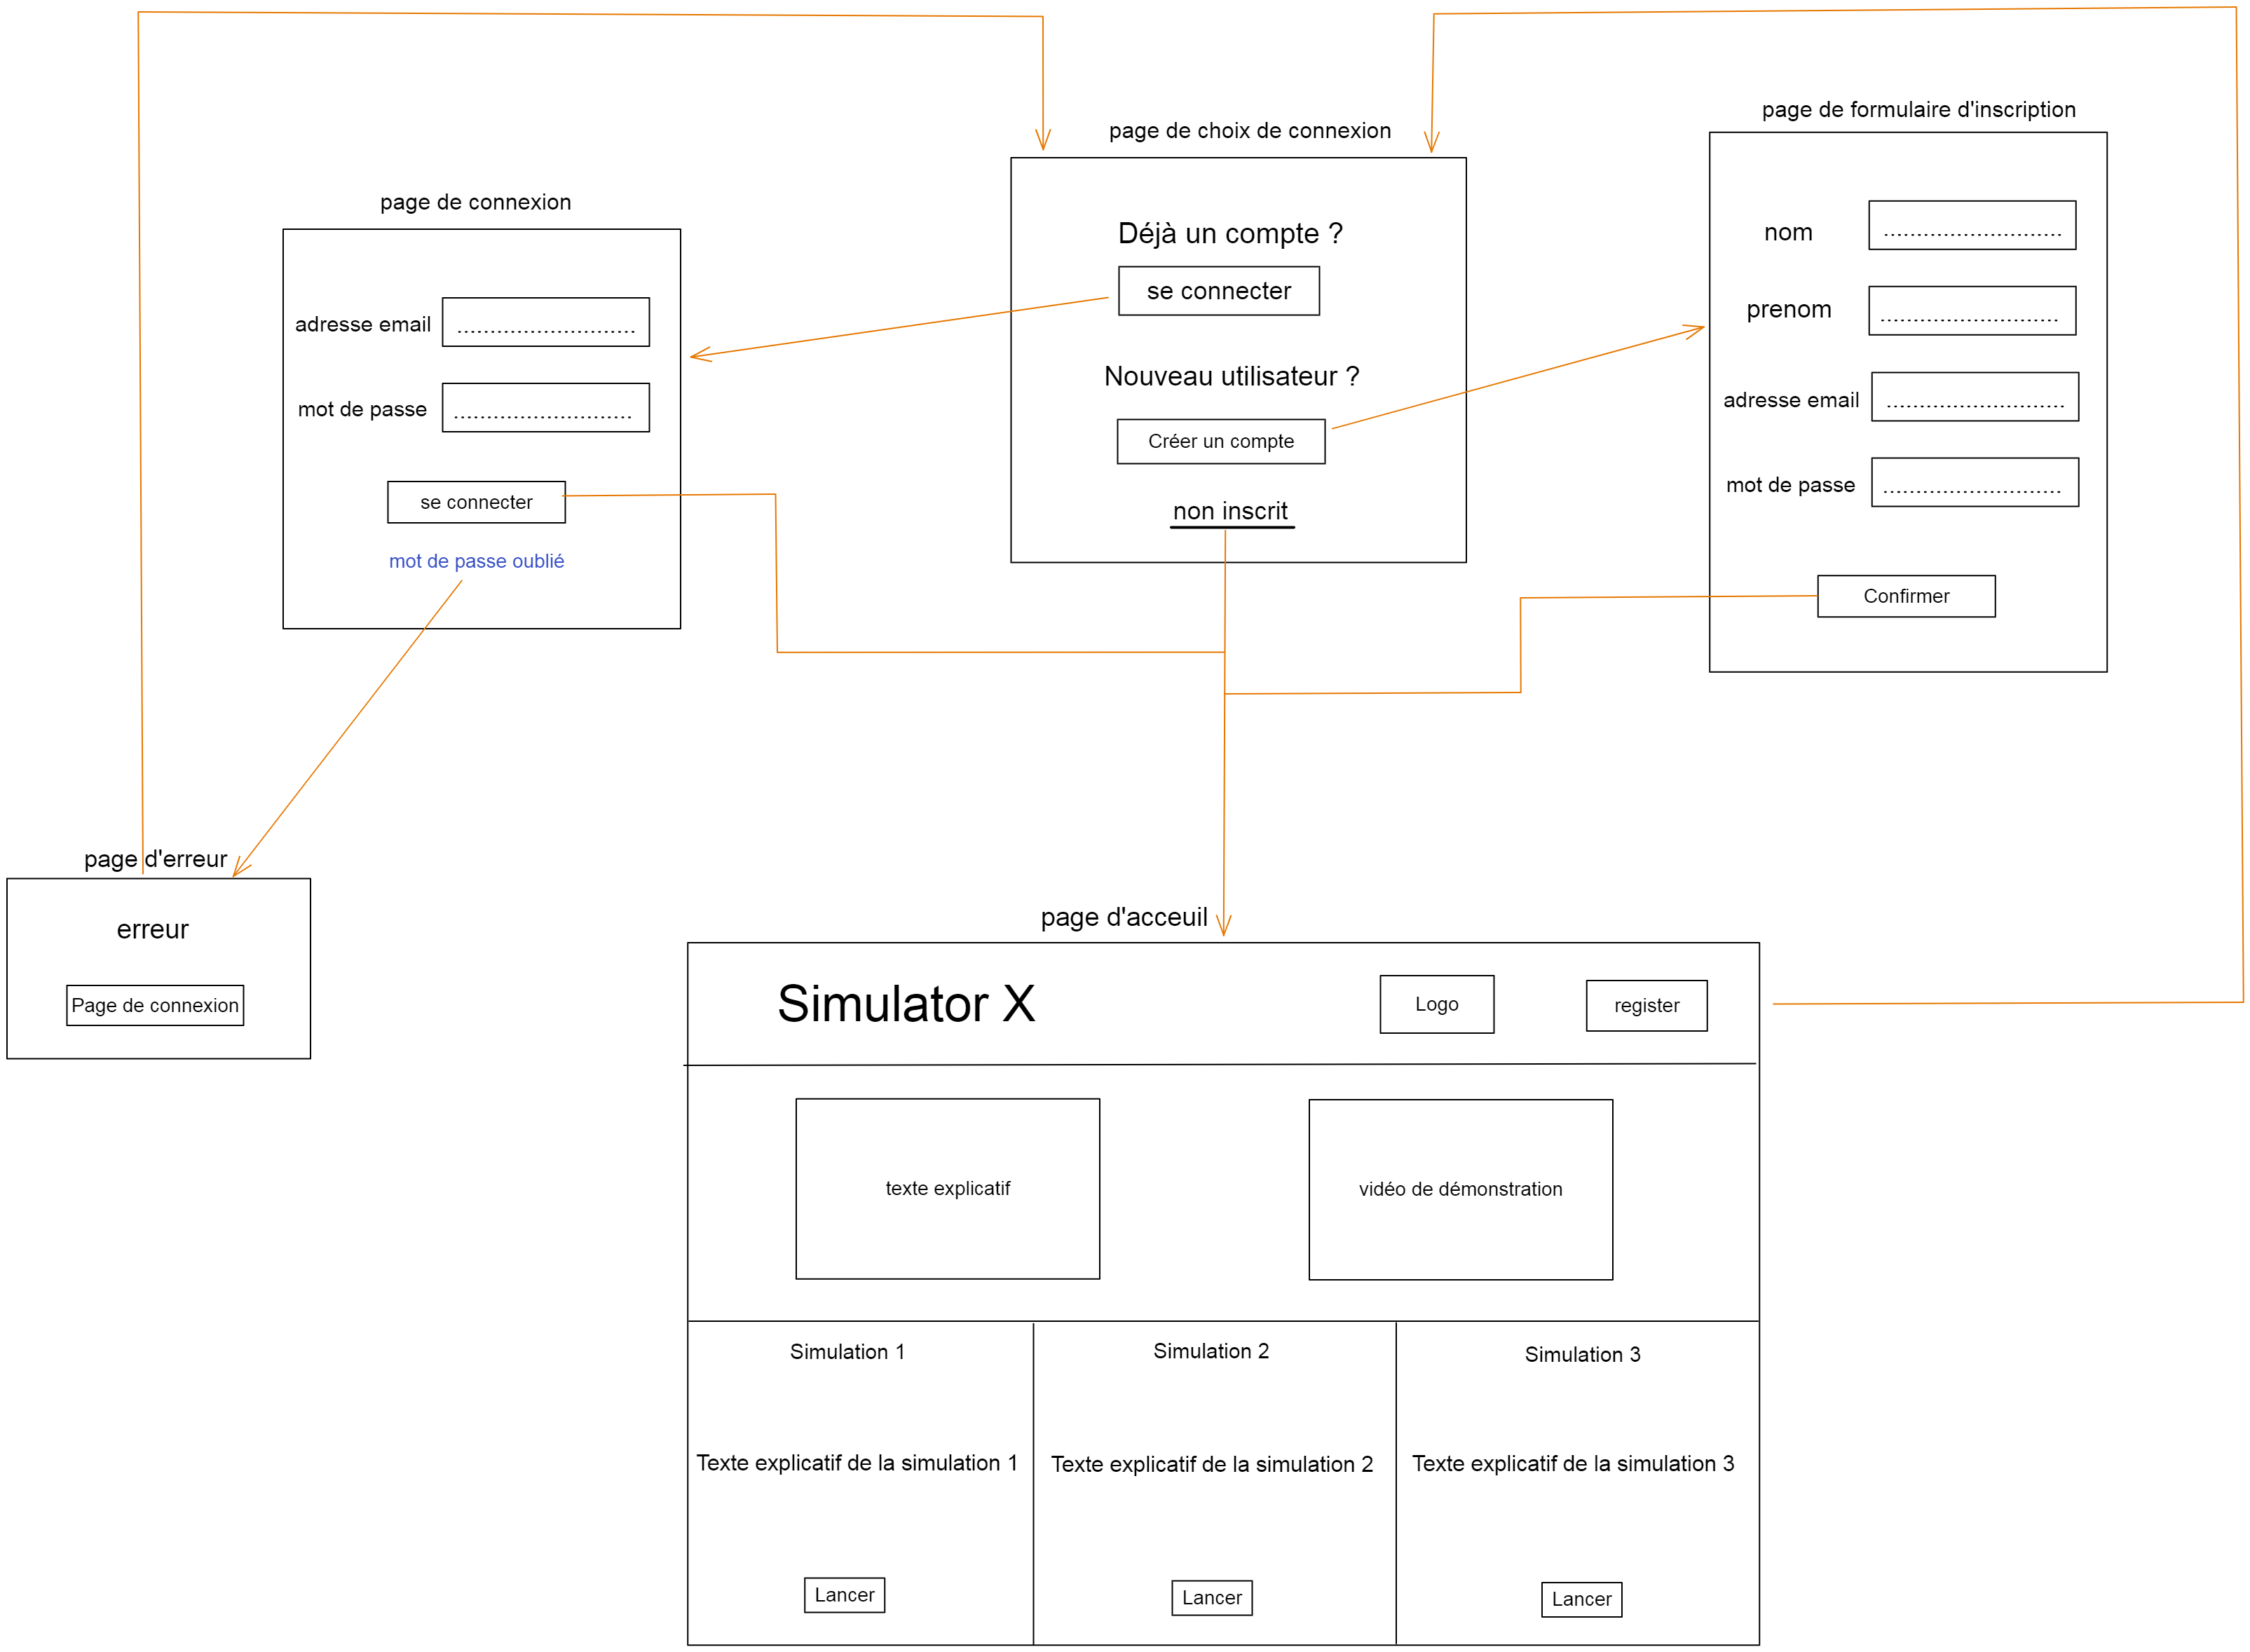 page de choix de connexion
Déjà un compte ?
se connecter
Nouveau utilisateur ?
Créer un compte
non inscrit
page de connexion
adresse email ...........................
mot de passe ...........................
se connecter
mot de passe oublié
page de formulaire d'inscription
nom ...........................
prenom ...........................
adresse email ...........................
mot de passe ...........................
Confirmer
page d'erreur
erreur
Page de connexion
page d'acceuil
Simulator X
Logo
register
texte explicatif
vidéo de démonstration
Simulation 1
Texte explicatif de la simulation 1
Lancer
Simulation 2
Texte explicatif de la simulation 2
Lancer
Simulation 3
Texte explicatif de la simulation 3
Lancer